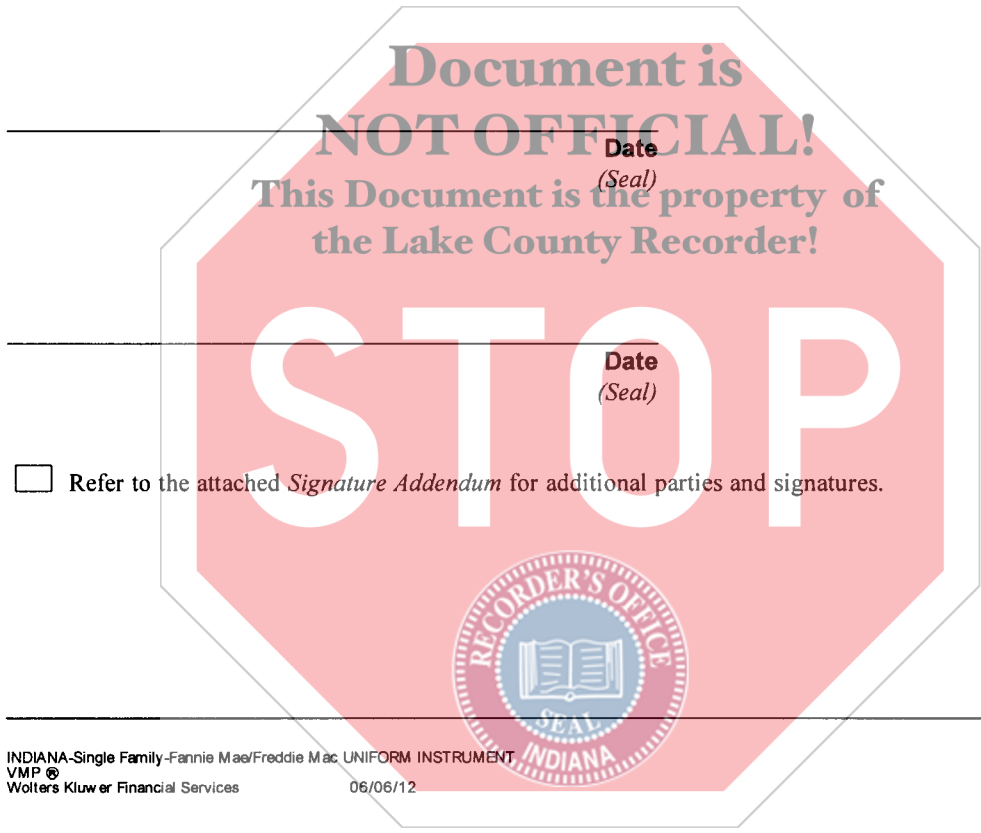 Document is
NOT OFFICIAL!
Date
(Seal)
This Document is the property of
the Lake County Recorder!
STOP
Date
(Seal)
Refer to the attached Signature Addendum for additional parties and signatures.
RECORDER'S OFFICE
SEAL
INDIANA
INDIANA-Single Family-Fannie Mae/Freddie Mac UNIFORM INSTRUMENT
VMP ®
Wolters Kluwer Financial Services 06/06/12